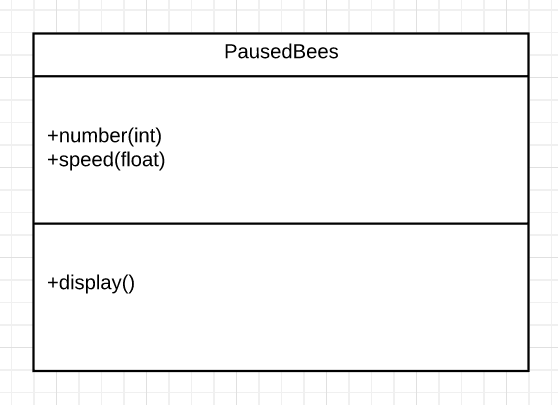 PausedBees
+number(int)
+speed(float)
+display()